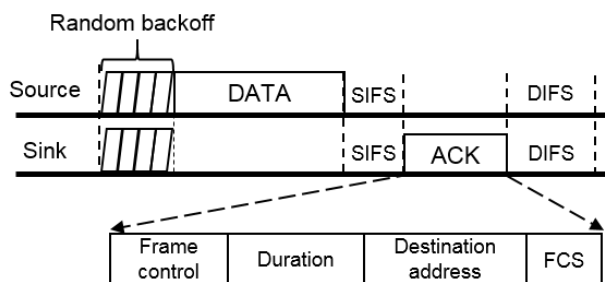 Random backoff
Source DATA SIFS DIFS
Sink SIFS ACK DIFS
Frame control Duration Destination address FCS